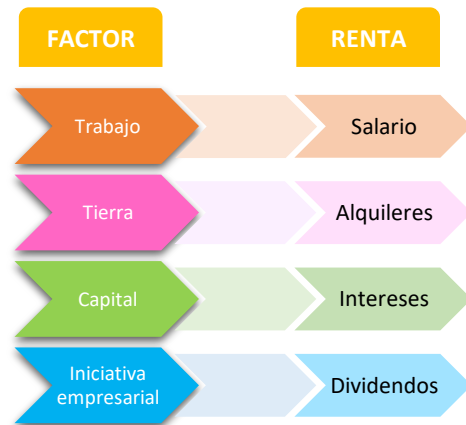 FACTOR
RENTA
Trabajo
Salario
Tierra
Alquileres
Capital
Intereses
Iniciativa
empresarial
Dividendos